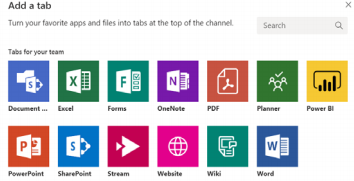 Add a tab
Turn your favorite apps and files into tabs at the top of the channel.
Search
Tabs for your team
Document ... Excel Forms OneNote PDF Planner Power BI
PowerPoint SharePoint Stream Website Wiki Word